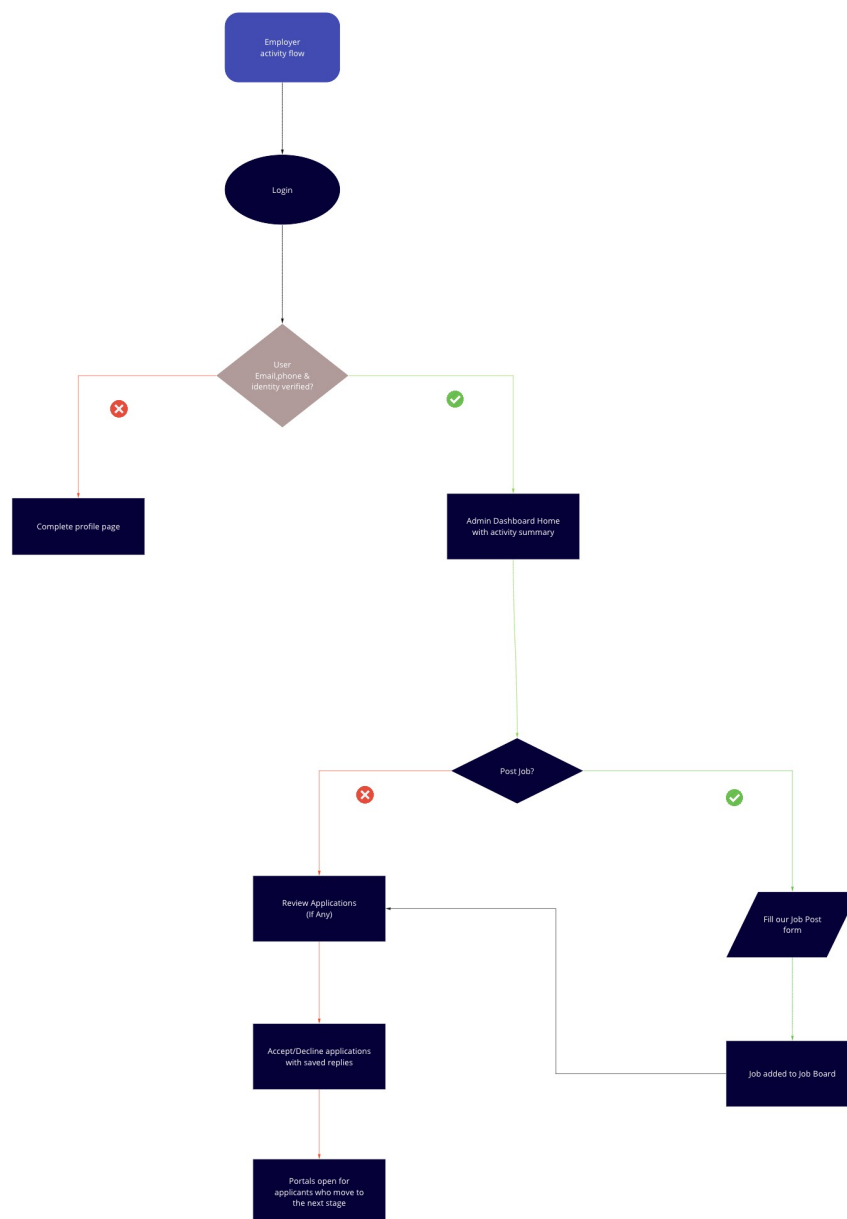 Employer
activity flow
Login
User
Email,phone &
identity verified?
Complete profile page
Admin Dashboard Home
with activity summary
Post Job?
Review Applications
(If Any)
Fill our Job Post
form
Accept/Decline applications
with saved replies
Job added to Job Board
Portals open for
applicants who move to
the next stage